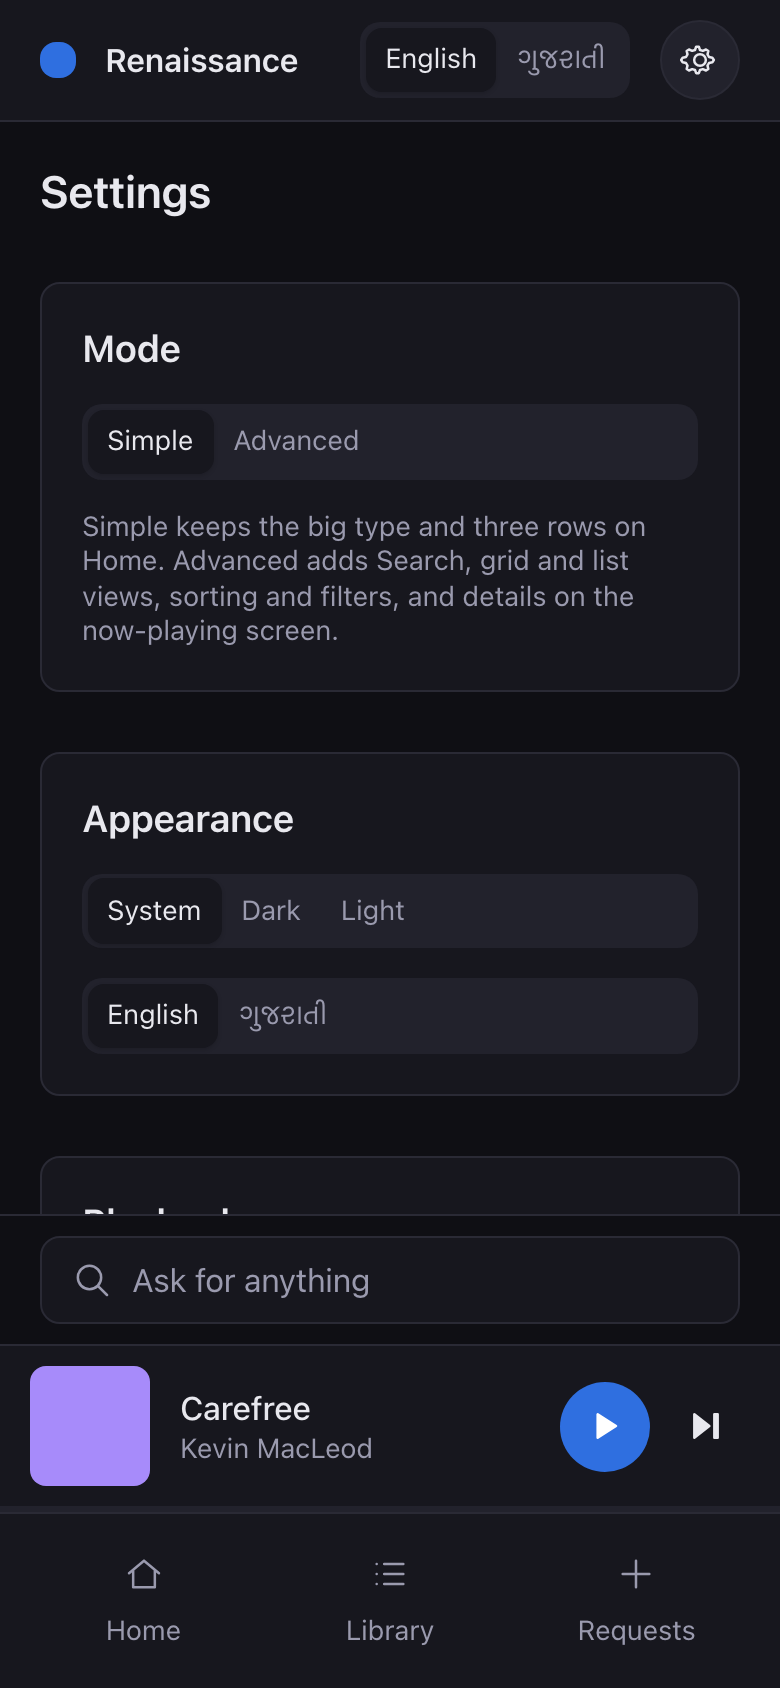 Renaissance
English
ગુજરાતી
Settings
Mode
Simple
Advanced
Simple keeps the big type and three rows on
Home. Advanced adds Search, grid and list
views, sorting and filters, and details on the
now-playing screen.
Appearance
System
Dark
Light
English
ગુજરાતી
Ask for anything
Carefree
Kevin MacLeod
Home
Library
Requests